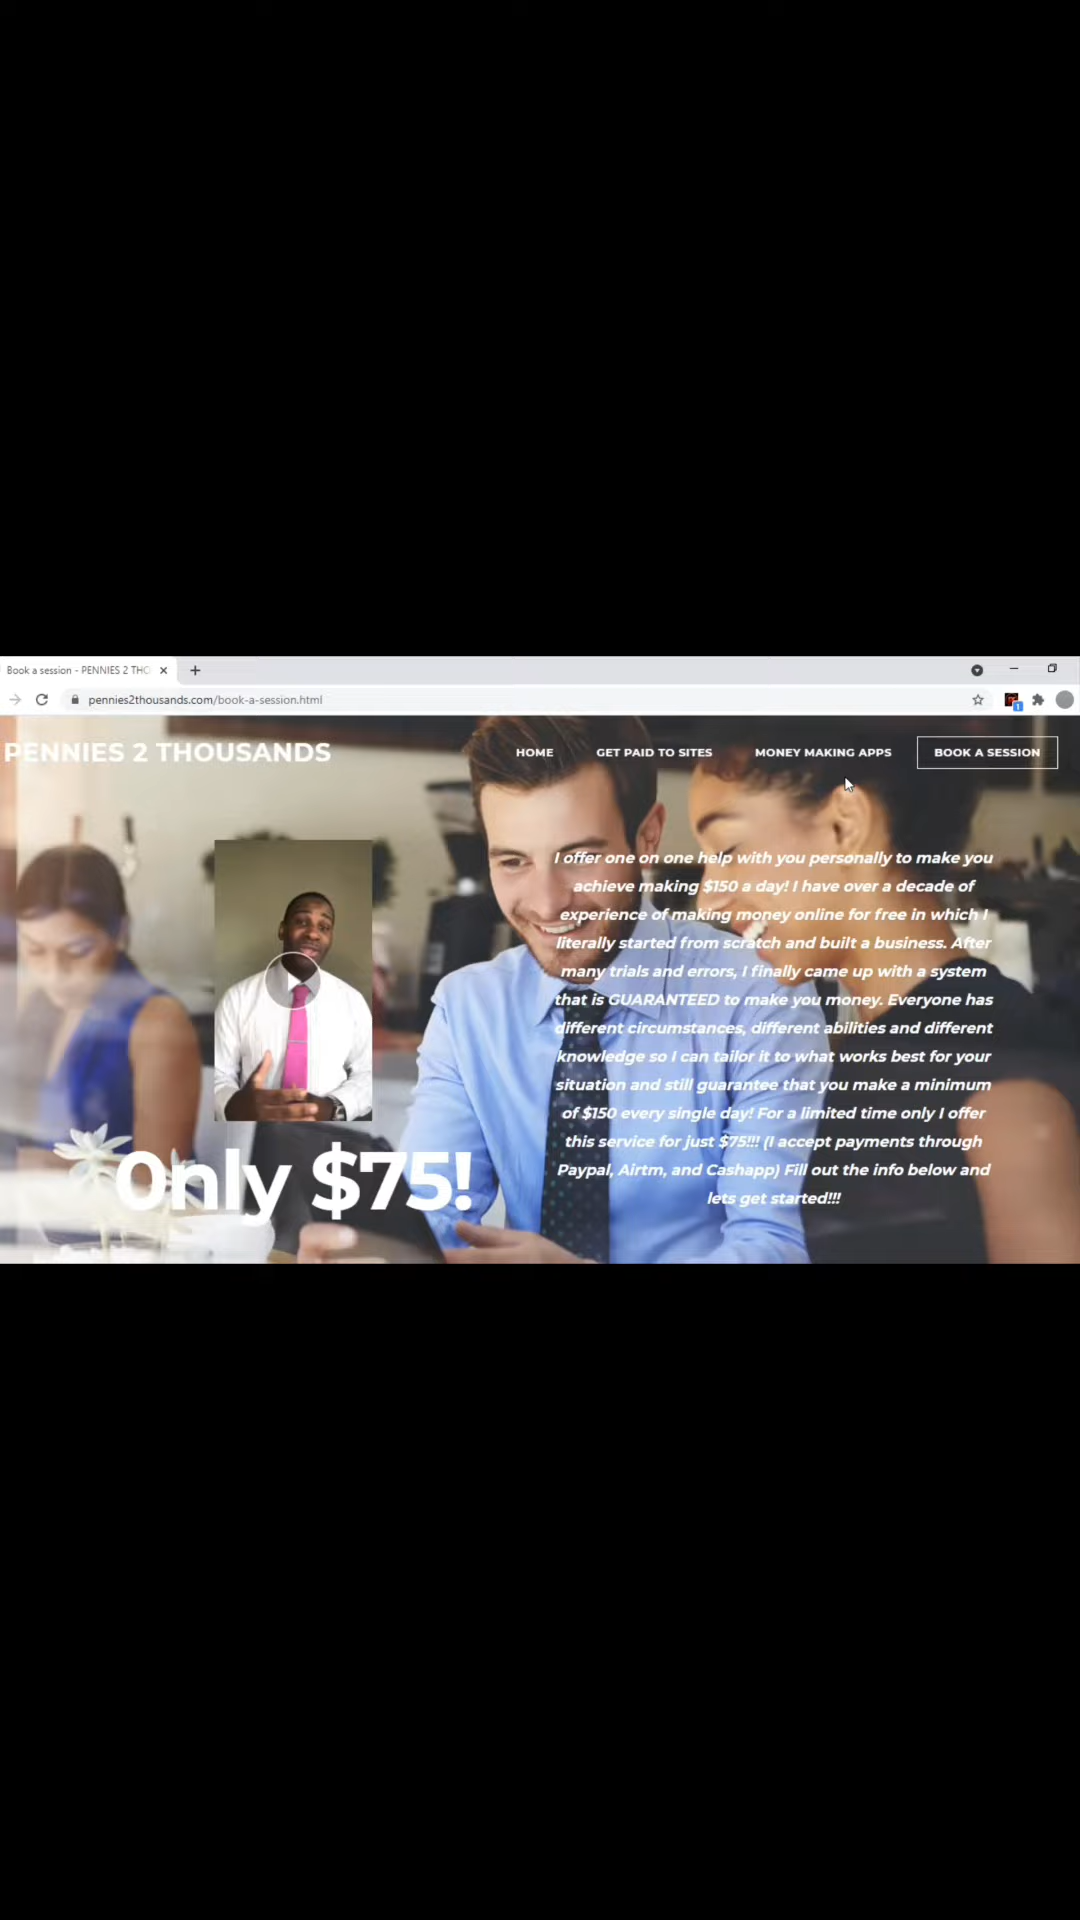 Book a session - PENNIES 2 THO
pennies2thousands.com/book-a-session.html
PENNIES 2 THOUSANDS
HOME
GET PAID TO SITES
MONEY MAKING APPS
BOOK A SESSION
I offer one on one help with you personally to make you
achieve making $150 a day! I have over a decade of
experience of making money online for free in which I
literally started from scratch and built a business. After
many trials and errors, I finally came up with a system
that is GUARANTEED to make you money. Everyone has
different circumstances, different abilities and different
knowledge so I can tailor it to what works best for your
situation and still guarantee that you make a minimum
of $150 every single day! For a limited time only I offer
this service for just $75!!! (I accept payments through
Paypal, Airtm, and Cashapp) Fill out the info below and
lets get started!!!
Only $75!